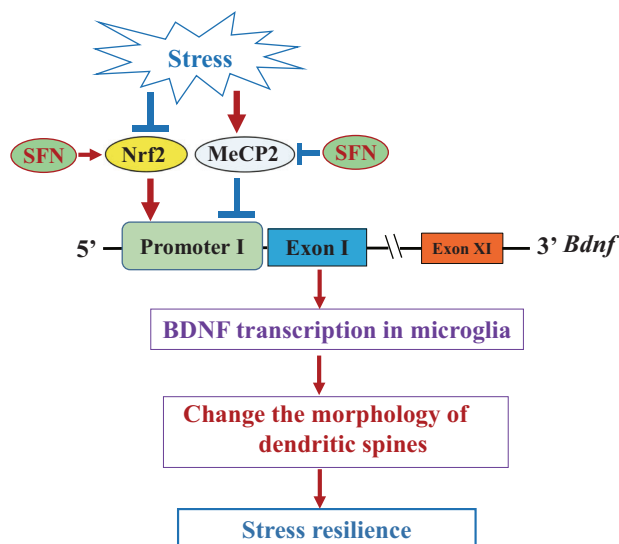 Stress
SFN
Nrf2
MeCP2
SFN
5’
Promoter I
Exon I
Exon XI
3’ Bdnf
BDNF transcription in microglia
Change the morphology of
dendritic spines
Stress resilience